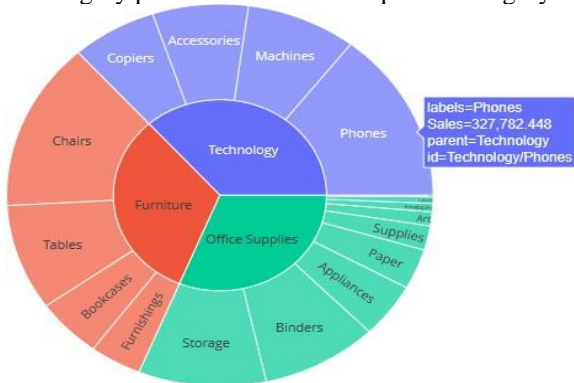 Copiers
Accessories
Machines
Phones
Chairs
Technology
labels=Phones
Sales=327,782.448
parent=Technology
id=Technology/Phones
Furniture
Office Supplies
Tables
Bookcases
Furnishings
Storage
Binders
Appliances
Paper
Supplies
Art